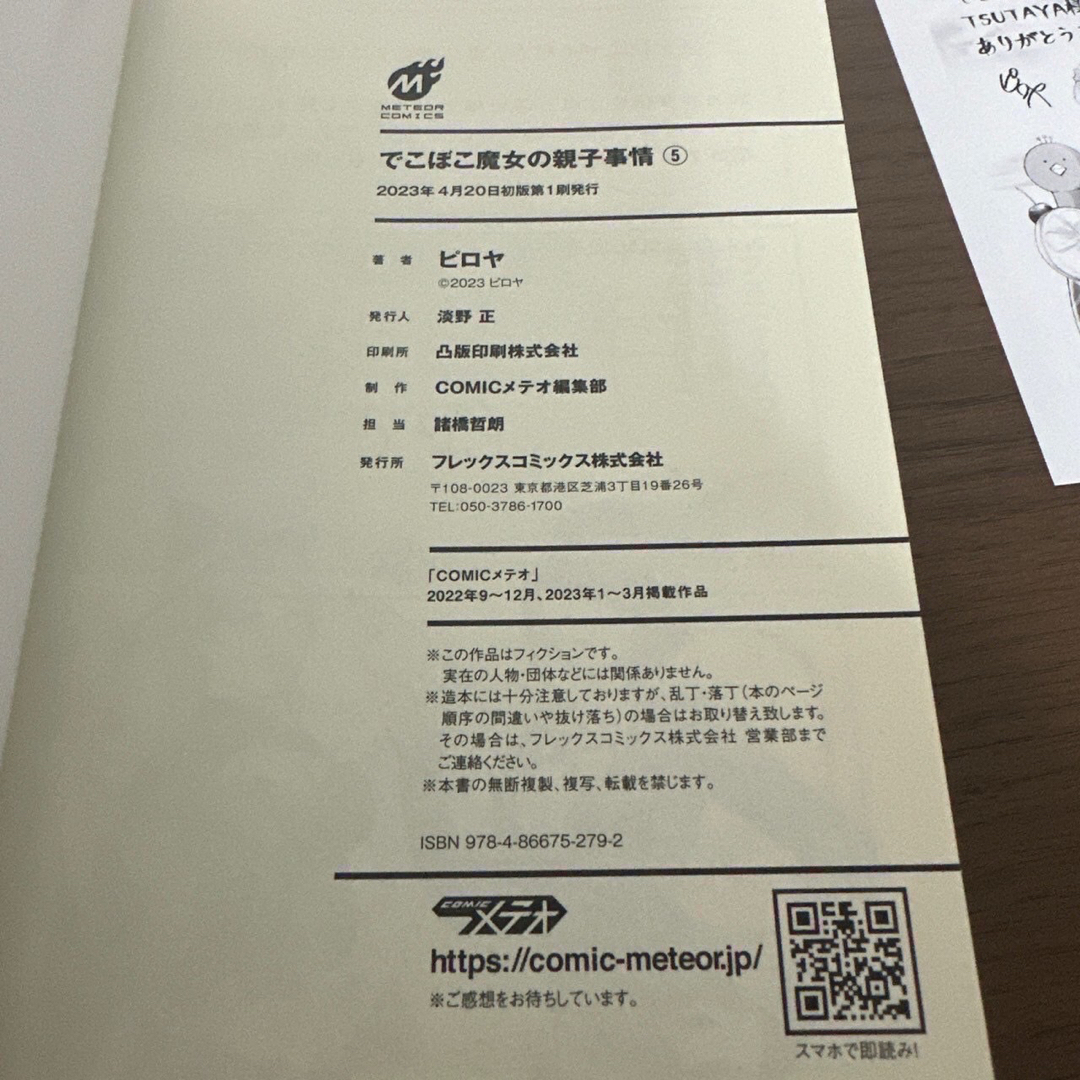 METEOR
COMICS
でこぼこ魔女の親子事情 ⑤
2023年4月20日初版第1刷発行
著 者 ピロヤ
©2023 ピロヤ
発行人 淡野 正
印刷所 凸版印刷株式会社
制 作 COMICメテオ編集部
担 当 諸橋哲朗
発行所 フレックスコミックス株式会社
〒108-0023 東京都港区芝浦3丁目19番26号
TEL:050-3786-1700
「COMICメテオ」
2022年9〜12月、2023年1〜3月掲載作品
※この作品はフィクションです。
実在の人物・団体などには関係ありません。
※造本には十分注意しておりますが、乱丁・落丁(本のページ
順序の間違いや抜け落ち)の場合はお取り替え致します。
その場合は、フレックスコミックス株式会社 営業部まで
ご連絡ください。
※本書の無断複製、複写、転載を禁じます。
ISBN 978-4-86675-279-2
COMIC
メテオ
https://comic-meteor.jp/
※ご感想をお待ちしています。
スマホで即読み!
TSUTAYA様
ありがとう
ピロヤ